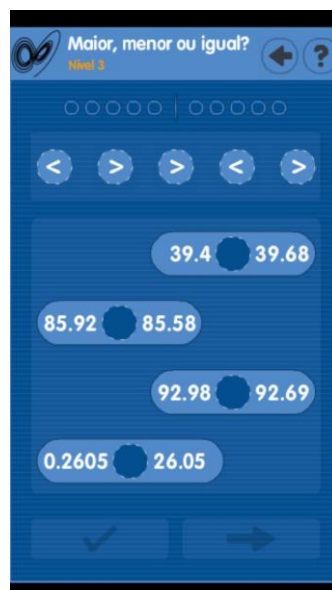 Maior, menor ou igual?
Nível 3
?
< > > < >
39.4 39.68
85.92 85.58
92.98 92.69
0.2605 26.05